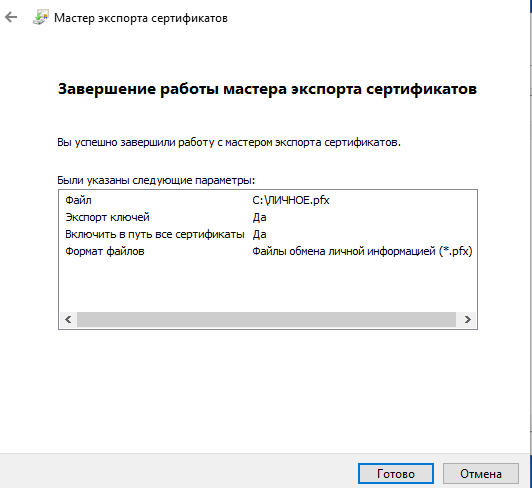 Мастер экспорта сертификатов
Завершение работы мастера экспорта сертификатов
Вы успешно завершили работу с мастером экспорта сертификатов.
Были указаны следующие параметры:
Файл C:\ЛИЧНОЕ.pfx
Экспорт ключей Да
Включить в путь все сертификаты Да
Формат файлов Файлы обмена личной информацией (*.pfx)
Готово Отмена